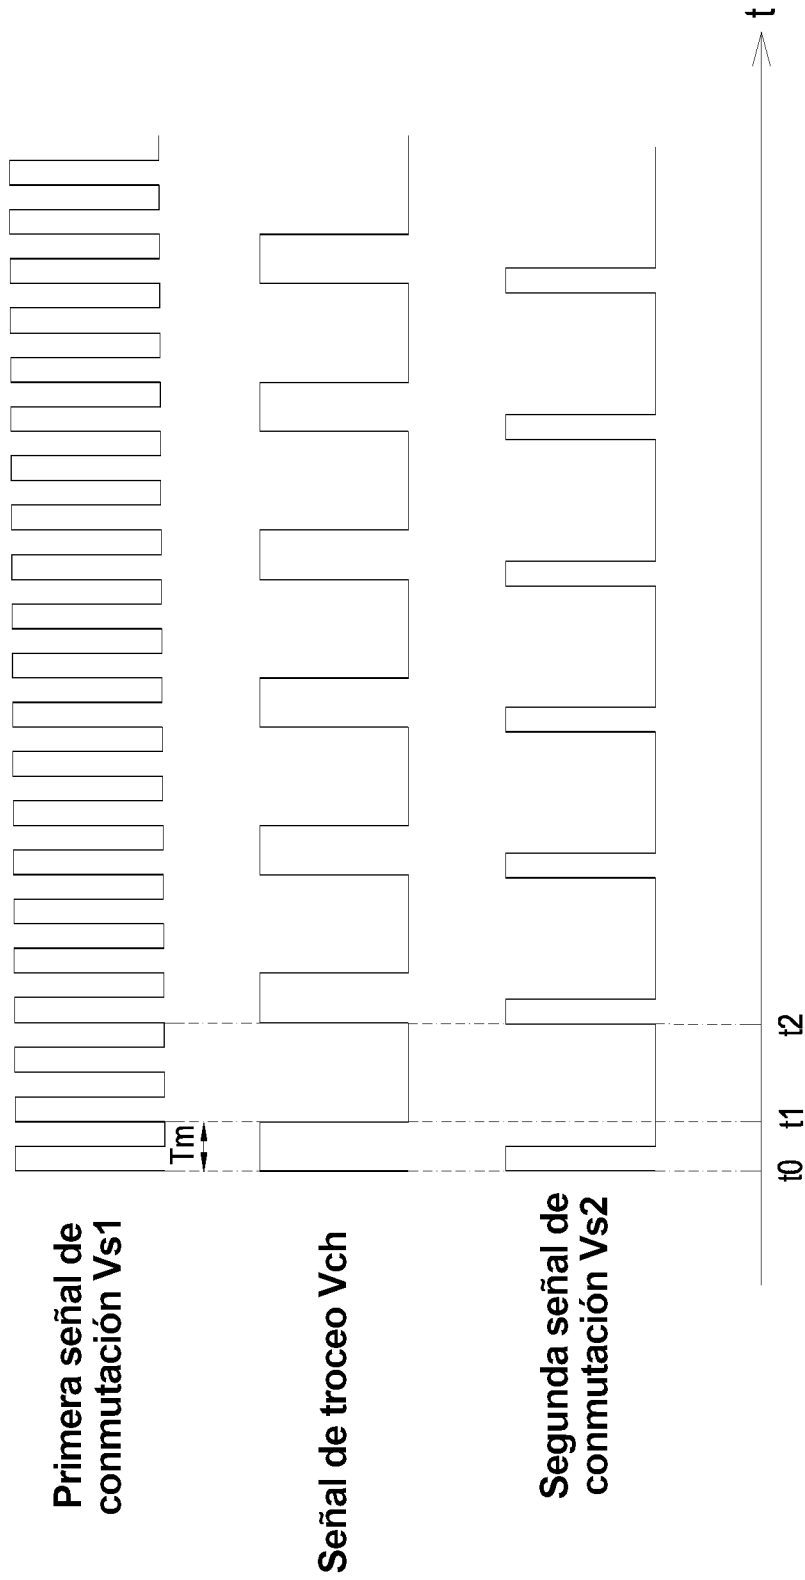 Primera señal de
conmutación Vs1
Tm
Señal de troceo Vch
Segunda señal de
conmutación Vs2
t0
t1
t2
t